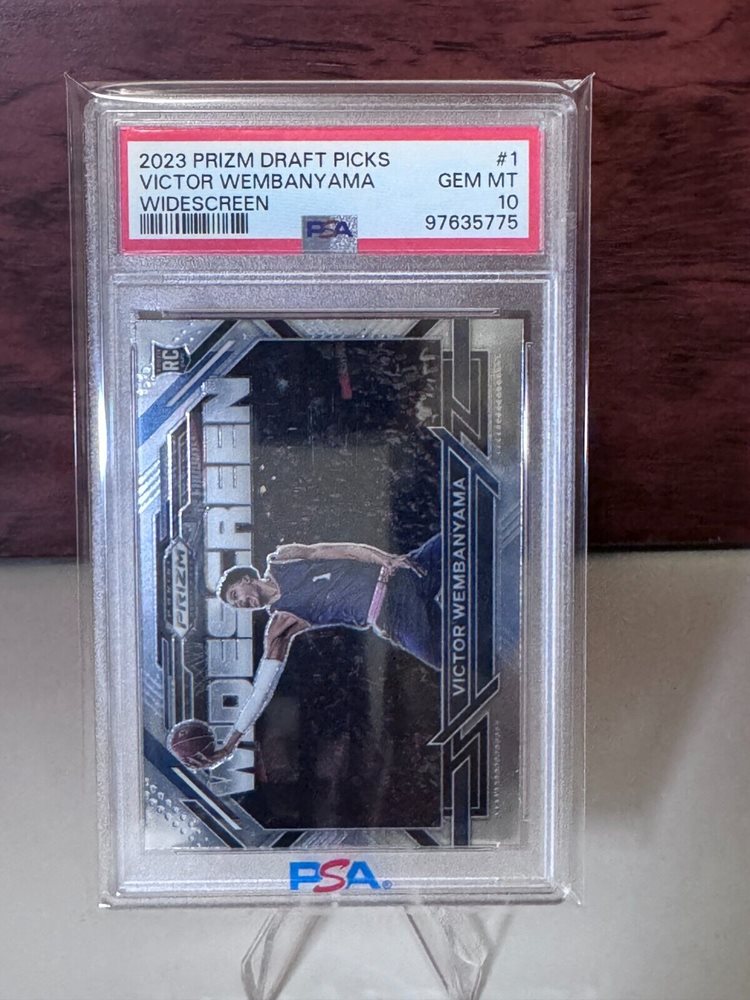 2023 PRIZM DRAFT PICKS #1
VICTOR WEMBANYAMA GEM MT
WIDESCREEN 10
PSA 97635775
RC
WIDESCREEN
PRIZM
1
VICTOR WEMBANYAMA
PSA